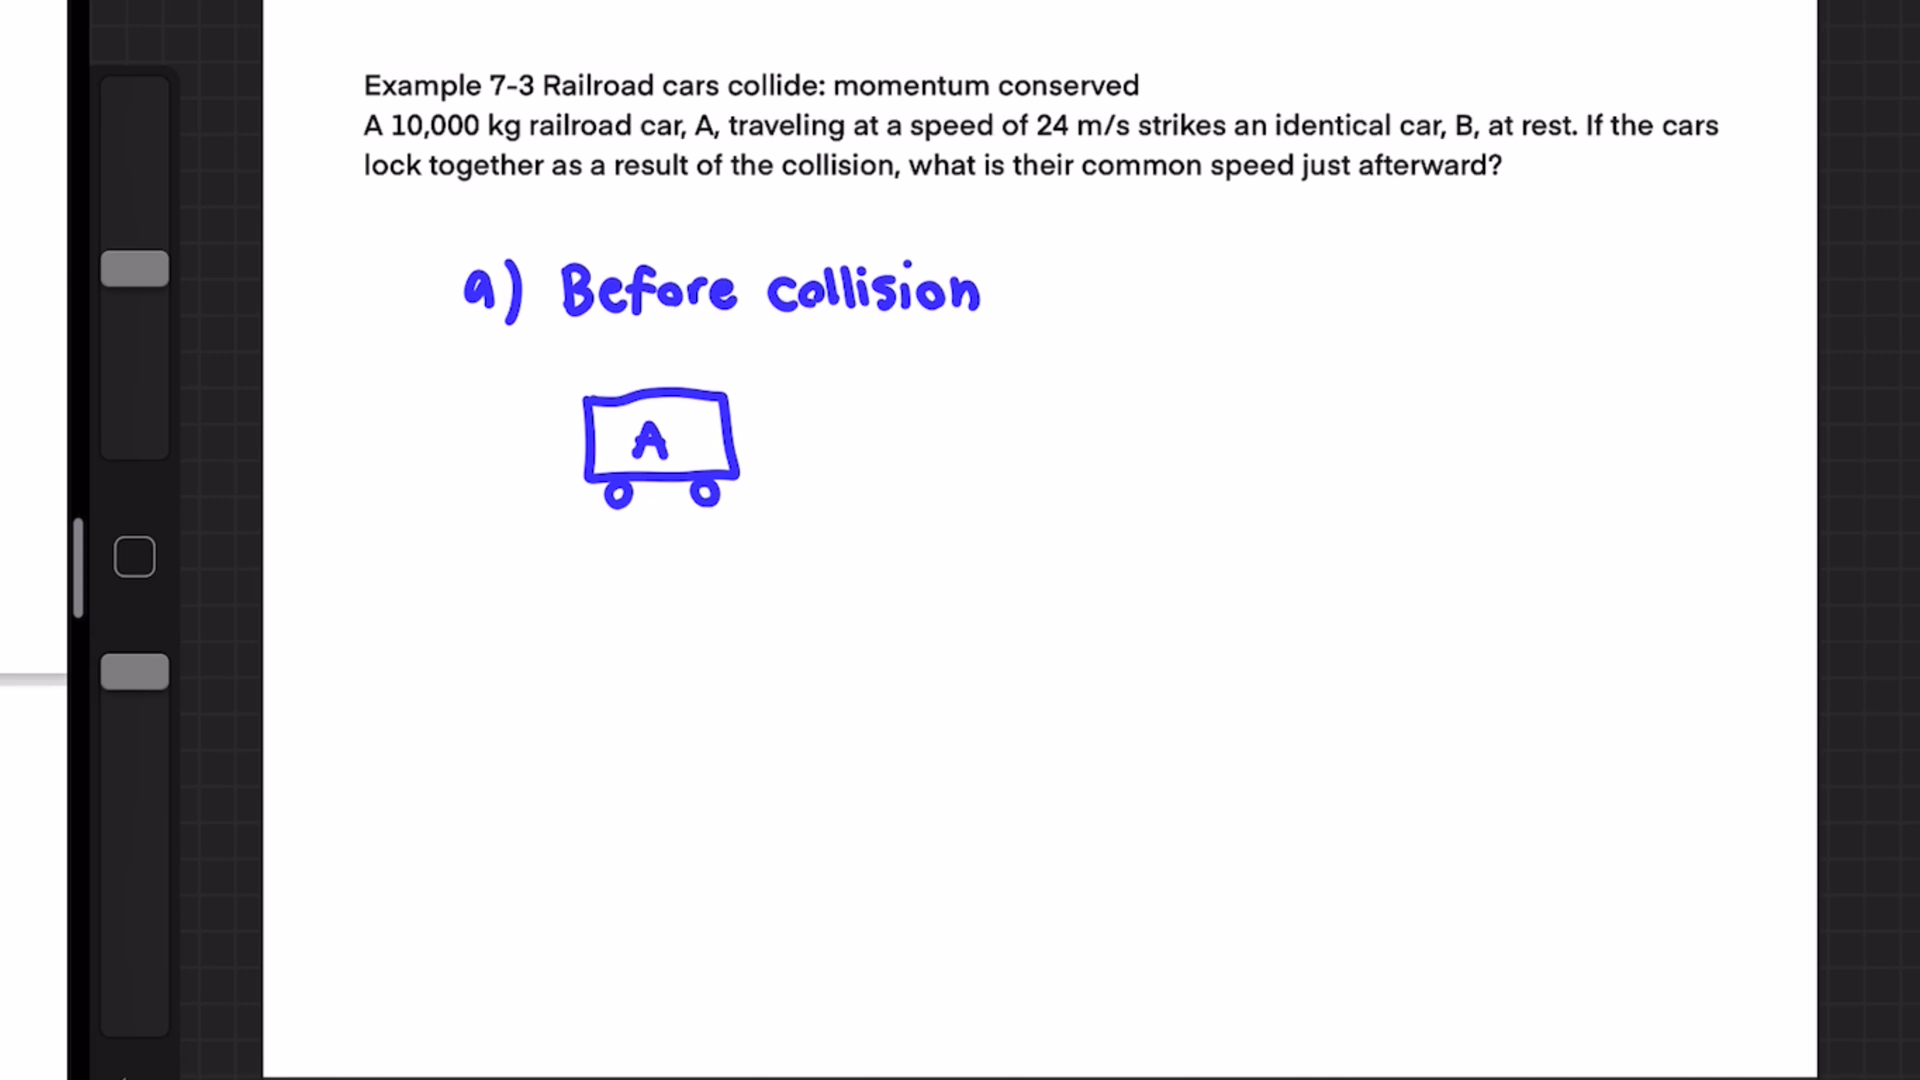 Example 7-3 Railroad cars collide: momentum conserved
A 10,000 kg railroad car, A, traveling at a speed of 24 m/s strikes an identical car, B, at rest. If the cars
lock together as a result of the collision, what is their common speed just afterward?
a) Before collision
A